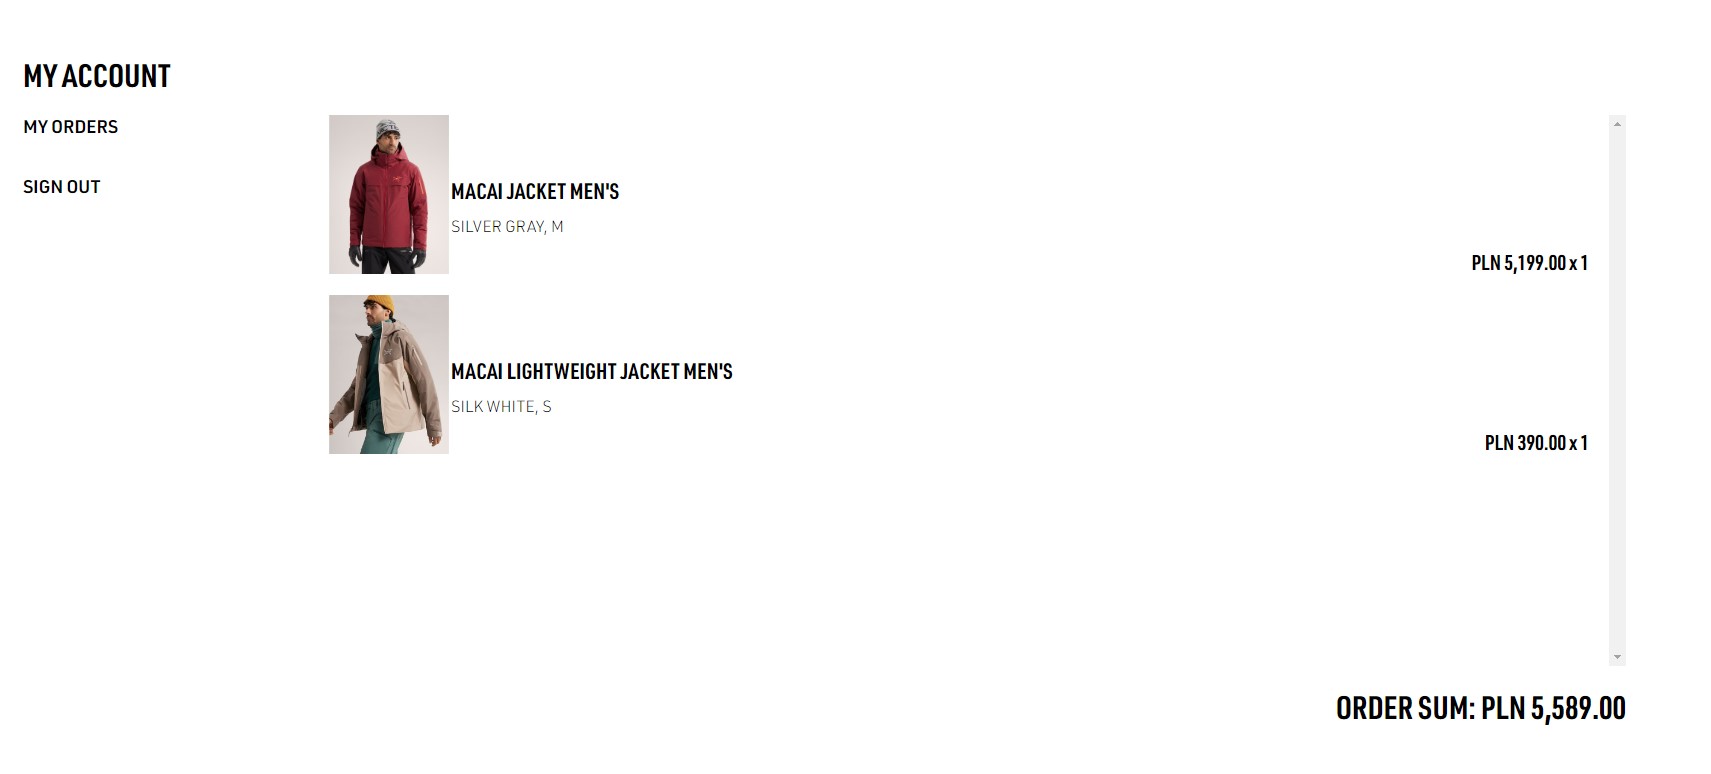 MY ACCOUNT
MY ORDERS
SIGN OUT
MACAI JACKET MEN'S
SILVER GRAY, M
PLN 5,199.00 x 1
MACAI LIGHTWEIGHT JACKET MEN'S
SILK WHITE, S
PLN 390.00 x 1
ORDER SUM: PLN 5,589.00